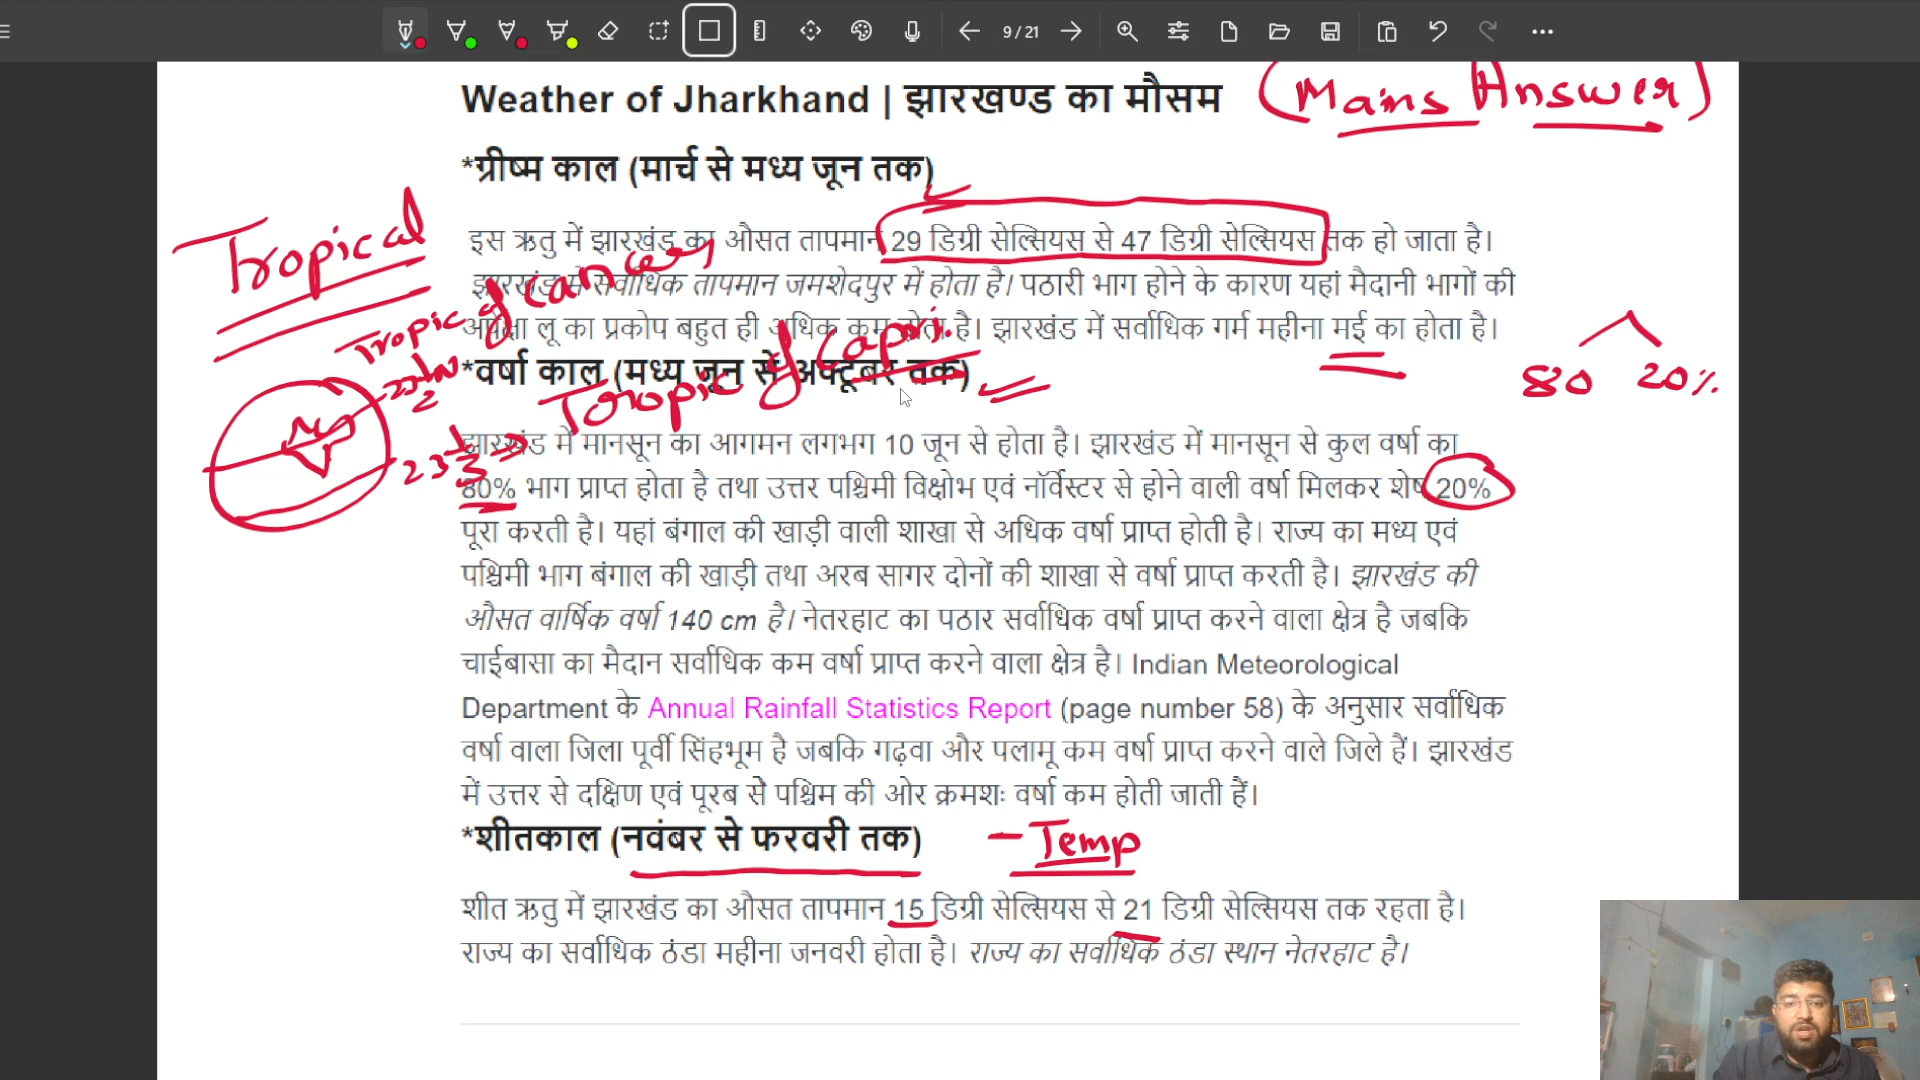 9 / 21
Weather of Jharkhand | झारखण्ड का मौसम
(Mains Answer)
*ग्रीष्म काल (मार्च से मध्य जून तक)
इस ऋतु में झारखंड का औसत तापमान 29 डिग्री सेल्सियस से 47 डिग्री सेल्सियस तक हो जाता है।
झारखंड में सर्वाधिक तापमान जमशेदपुर में होता है। पठारी भाग होने के कारण यहां मैदानी भागों की
अपेक्षा लू का प्रकोप बहुत ही अधिक कम होता है। झारखंड में सर्वाधिक गर्म महीना मई का होता है।
Tropical
Tropic of Cancer
23 1/2 N
Tropic of Capri.
23 1/3
80 20%
*वर्षा काल (मध्य जून से अक्टूबर तक)
झारखंड में मानसून का आगमन लगभग 10 जून से होता है। झारखंड में मानसून से कुल वर्षा का
80% भाग प्राप्त होता है तथा उत्तर पश्चिमी विक्षोभ एवं नॉर्वेस्टर से होने वाली वर्षा मिलकर शेष 20%
पूरा करती है। यहां बंगाल की खाड़ी वाली शाखा से अधिक वर्षा प्राप्त होती है। राज्य का मध्य एवं
पश्चिमी भाग बंगाल की खाड़ी तथा अरब सागर दोनों की शाखा से वर्षा प्राप्त करती है। झारखंड की
औसत वार्षिक वर्षा 140 cm है। नेतरहाट का पठार सर्वाधिक वर्षा प्राप्त करने वाला क्षेत्र है जबकि
चाईबासा का मैदान सर्वाधिक कम वर्षा प्राप्त करने वाला क्षेत्र है। Indian Meteorological
Department के Annual Rainfall Statistics Report (page number 58) के अनुसार सर्वाधिक
वर्षा वाला जिला पूर्वी सिंहभूम है जबकि गढ़वा और पलामू कम वर्षा प्राप्त करने वाले जिले हैं। झारखंड
में उत्तर से दक्षिण एवं पूरब से पश्चिम की ओर क्रमशः वर्षा कम होती जाती हैं।
*शीतकाल (नवंबर से फरवरी तक)
– Temp
शीत ऋतु में झारखंड का औसत तापमान 15 डिग्री सेल्सियस से 21 डिग्री सेल्सियस तक रहता है।
राज्य का सर्वाधिक ठंडा महीना जनवरी होता है। राज्य का सर्वाधिक ठंडा स्थान नेतरहाट है।